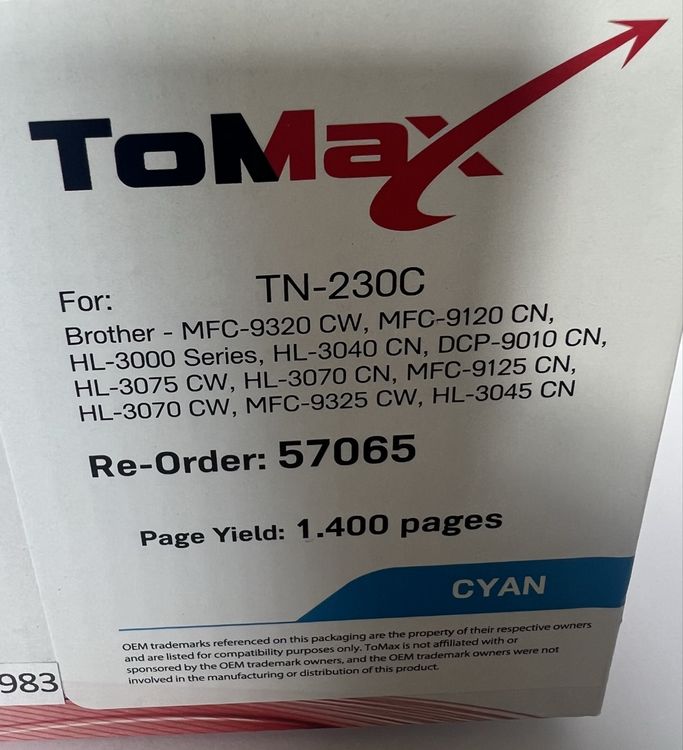 ToMax
TN-230C
For:
Brother - MFC-9320 CW, MFC-9120 CN,
HL-3000 Series, HL-3040 CN, DCP-9010 CN,
HL-3075 CW, HL-3070 CN, MFC-9125 CN,
HL-3070 CW, MFC-9325 CW, HL-3045 CN
Re-Order: 57065
Page Yield: 1.400 pages
CYAN
OEM trademarks referenced on this packaging are the property of their respective owners
and are listed for compatibility purposes only. ToMax is not affiliated with or
sponsored by the OEM trademark owners, and the OEM trademark owners were not
involved in the manufacturing or distribution of this product.
983